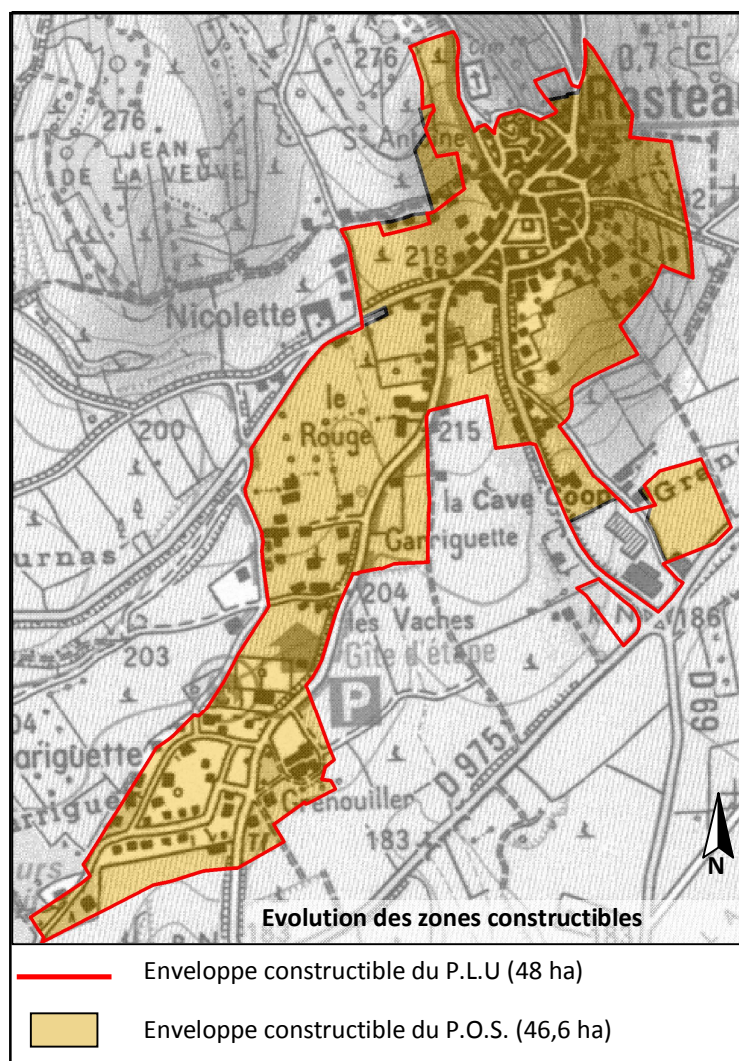 276
Cim
0.7
C
Rasteau
276
St Antoine
JEAN
DE LA VEUVE
218
Nicolette
le
Rouge
200
215
la Cave Coop
Garriguette
204
les Vaches
Gîte d'étape
186
203
P
D 69
D 975
Grenouiller
183
N
Evolution des zones constructibles
Enveloppe constructible du P.L.U (48 ha)
Enveloppe constructible du P.O.S. (46,6 ha)